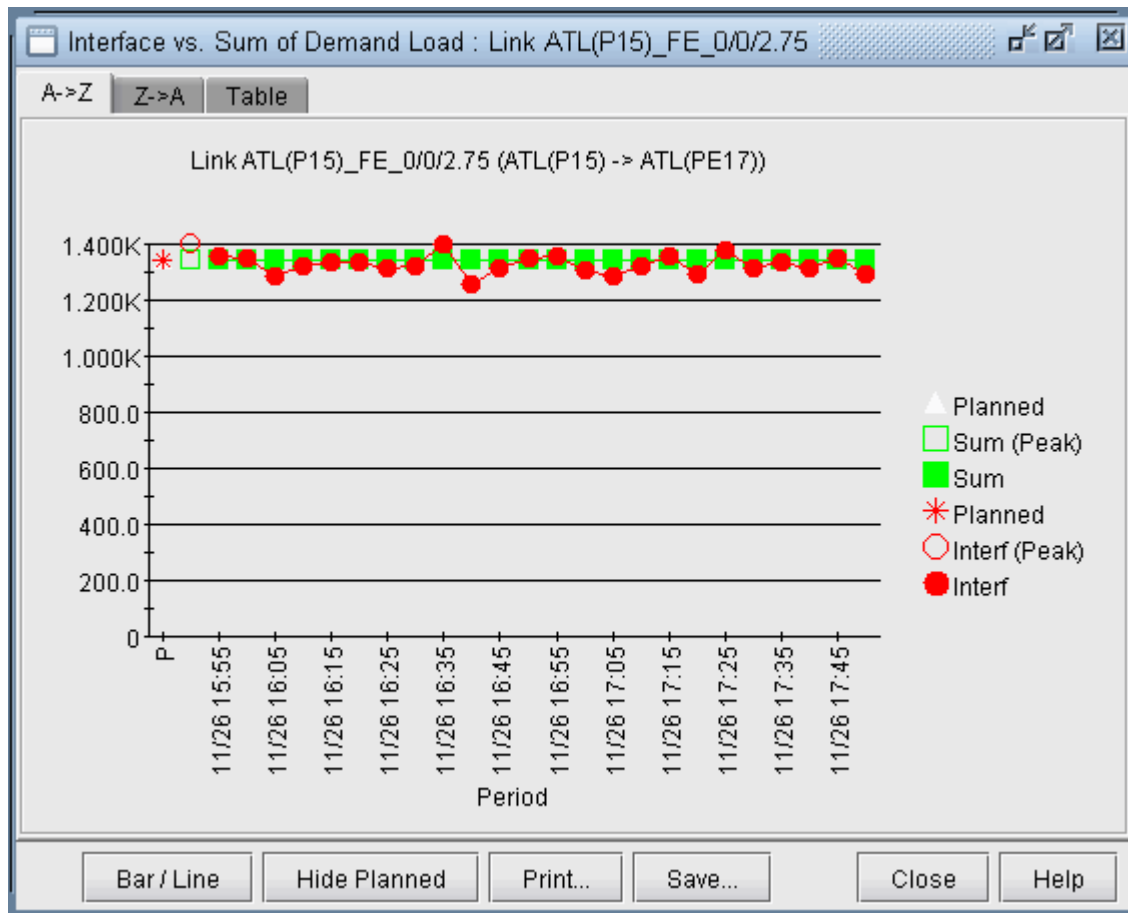 Interface vs. Sum of Demand Load : Link ATL(P15)_FE_0/0/2.75
A->Z Z->A Table
Link ATL(P15)_FE_0/0/2.75 (ATL(P15) -> ATL(PE17))
1.400K
1.200K
1.000K
800.0
600.0
400.0
200.0
0
Planned
Sum (Peak)
Sum
Planned
Interf (Peak)
Interf
P
11/26 15:55
11/26 16:05
11/26 16:15
11/26 16:25
11/26 16:35
11/26 16:45
11/26 16:55
11/26 17:05
11/26 17:15
11/26 17:25
11/26 17:35
11/26 17:45
Period
Bar / Line Hide Planned Print... Save... Close Help